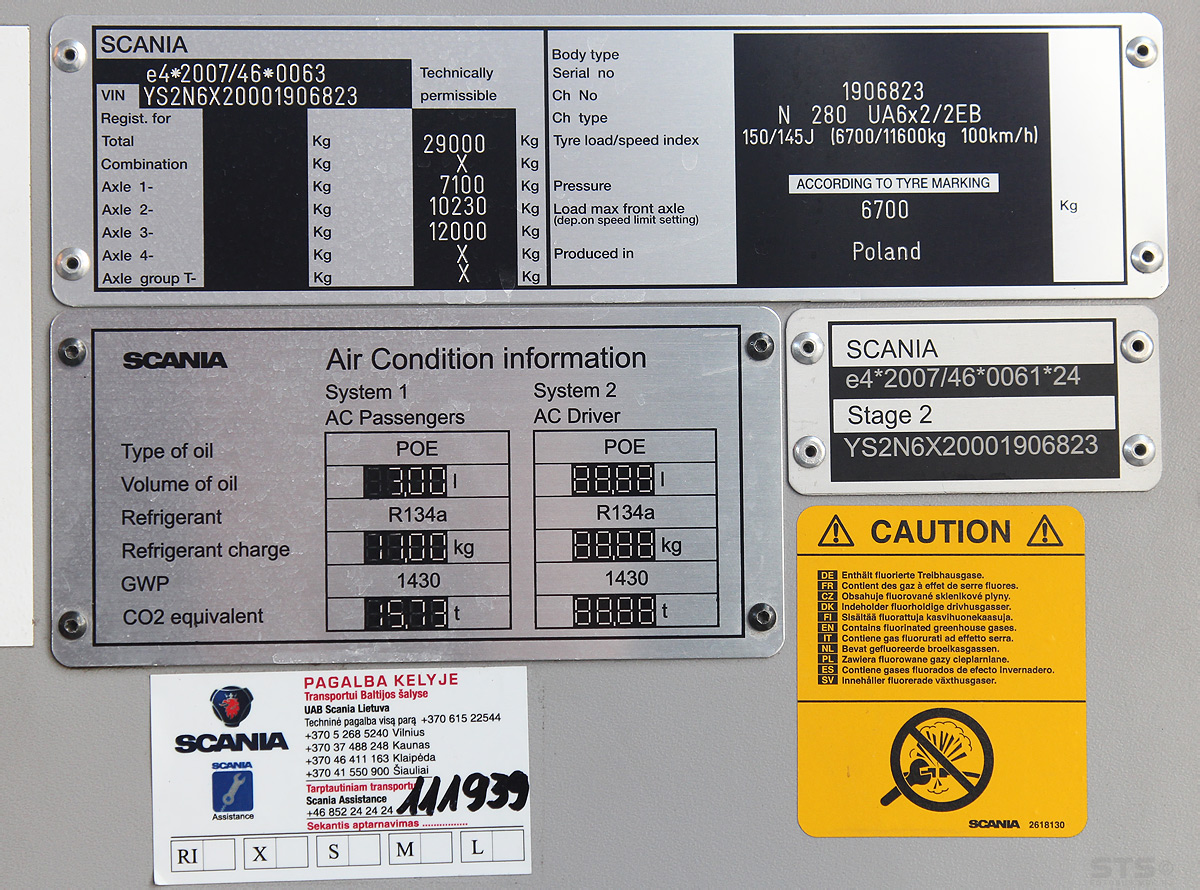 SCANIA
e4*2007/46*0063
VIN YS2N6X20001906823
Technically
permissible
Regist. for
Total Kg 29000 Kg
Combination Kg X Kg
Axle 1- Kg 7100 Kg
Axle 2- Kg 10230 Kg
Axle 3- Kg 12000 Kg
Axle 4- Kg X Kg
Axle group T- Kg X Kg
Body type
Serial no
Ch No 1906823
Ch type N 280 UA6x2/2EB
Tyre load/speed index 150/145J (6700/11600kg 100km/h)
Pressure ACCORDING TO TYRE MARKING
Load max front axle 6700 Kg
(dep.on speed limit setting)
Produced in Poland
SCANIA Air Condition information
System 1 System 2
AC Passengers AC Driver
Type of oil POE POE
Volume of oil 3,08 l 88,88 l
Refrigerant R134a R134a
Refrigerant charge 11,00 kg 88,88 kg
GWP 1430 1430
CO2 equivalent 15,73 t 88,88 t
SCANIA
e4*2007/46*0061*24
Stage 2
YS2N6X20001906823
CAUTION
DE Enthält fluorierte Treibhausgase.
FR Contient des gaz à effet de serre fluores.
CZ Obsahuje fluorované sklenikové plyny.
DK Indeholder fluorholdige drivhusgasser.
FI Sisältää fluorattuja kasvihuonekaasuja.
EN Contains fluorinated greenhouse gases.
IT Contiene gas fluorurati ad effetto serra.
NL Bevat gefluoreerde broeikasgassen.
PL Zawiera fluorowane gazy cieplarniane.
ES Contiene gases fluorados de efecto invernadero.
SV Innehåller fluorerade växthusgaser.
SCANIA 2618130
PAGALBA KELYJE
Transportui Baltijos šalyse
UAB Scania Lietuva
Techninė pagalba visą parą +370 615 22544
+370 5 268 5240 Vilnius
+370 37 488 248 Kaunas
+370 46 411 163 Klaipėda
+370 41 550 900 Šiauliai
Tarptautiniam transportui
Scania Assistance
+46 852 24 24 24
111939
Sekantis aptarnavimas ................
SCANIA
SCANIA
Assistance
RI X S M L
STS®